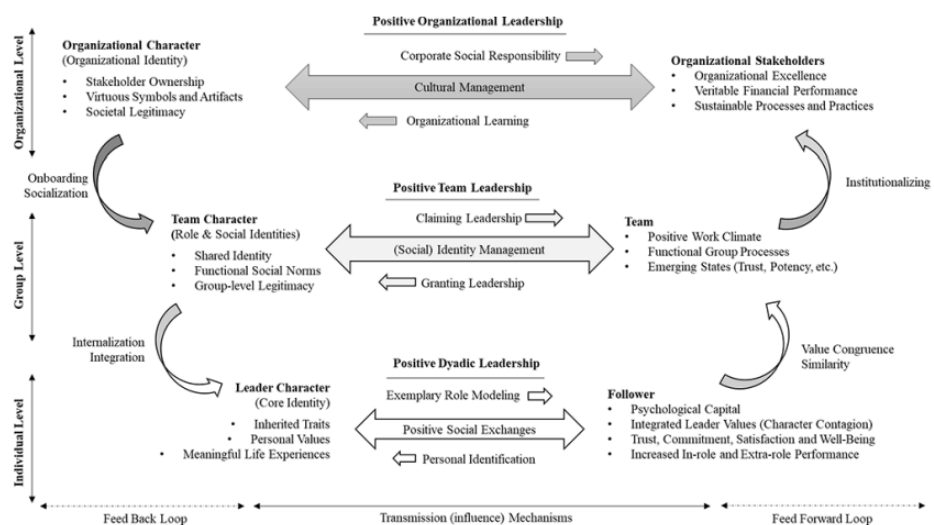 Positive Organizational Leadership
Organizational Level
Organizational Character
(Organizational Identity)
• Stakeholder Ownership
• Virtuous Symbols and Artifacts
• Societal Legitimacy
Corporate Social Responsibility
Cultural Management
Organizational Learning
Organizational Stakeholders
• Organizational Excellence
• Veritable Financial Performance
• Sustainable Processes and Practices
Onboarding
Socialization
Institutionalizing
Positive Team Leadership
Group Level
Team Character
(Role & Social Identities)
• Shared Identity
• Functional Social Norms
• Group-level Legitimacy
Claiming Leadership
(Social) Identity Management
Granting Leadership
Team
• Positive Work Climate
• Functional Group Processes
• Emerging States (Trust, Potency, etc.)
Internalization
Integration
Value Congruence
Similarity
Positive Dyadic Leadership
Individual Level
Leader Character
(Core Identity)
• Inherited Traits
• Personal Values
• Meaningful Life Experiences
Exemplary Role Modeling
Positive Social Exchanges
Personal Identification
Follower
• Psychological Capital
• Integrated Leader Values (Character Contagion)
• Trust, Commitment, Satisfaction and Well-Being
• Increased In-role and Extra-role Performance
Feed Back Loop
Transmission (influence) Mechanisms
Feed Forward Loop